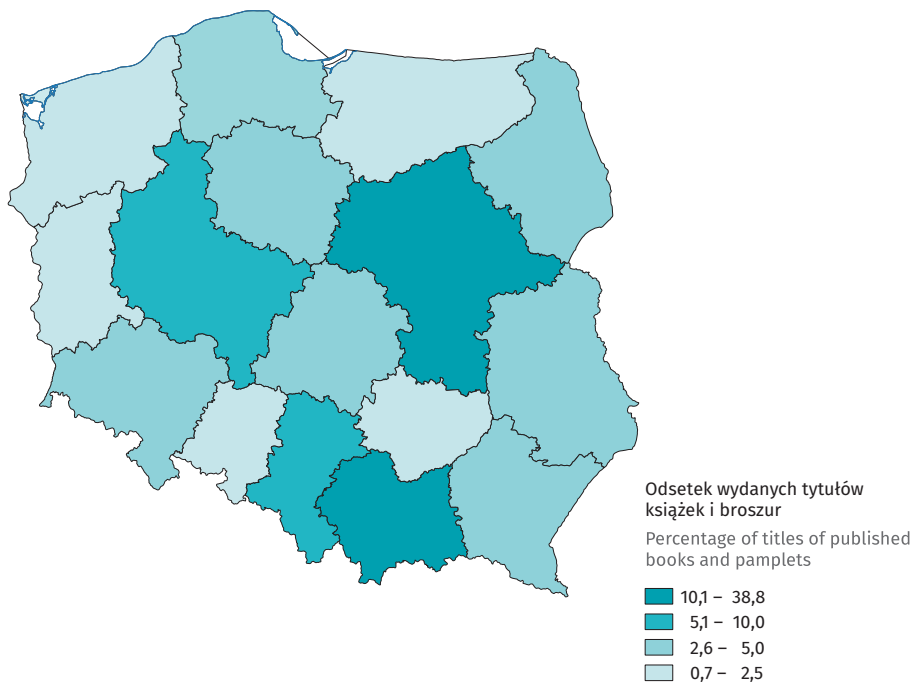 Odsetek wydanych tytułów
książek i broszur
Percentage of titles of published
books and pamplets
10,1 – 38,8
5,1 – 10,0
2,6 – 5,0
0,7 – 2,5